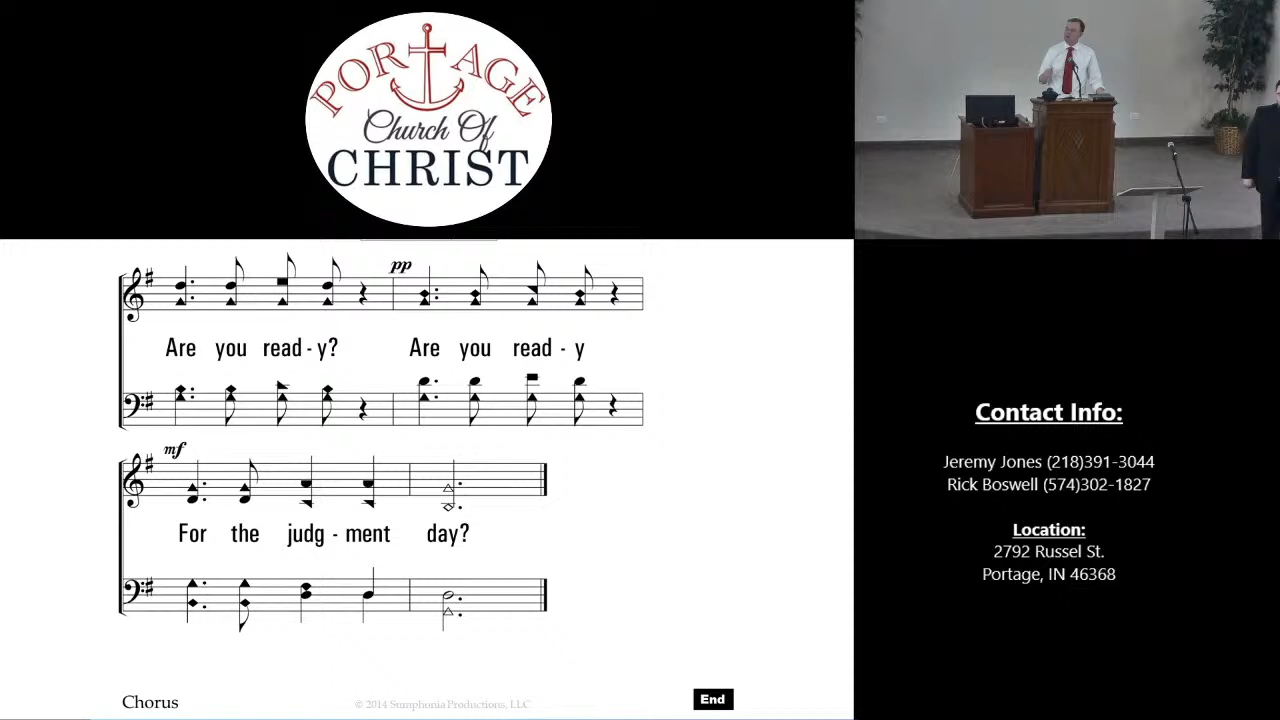 PORTAGE
Church Of
CHRIST
pp
Are you read - y? Are you read - y
mf
For the judg - ment day?
Chorus
© 2014 Sumphonia Productions, LLC
End
Contact Info:
Jeremy Jones (218)391-3044
Rick Boswell (574)302-1827
Location:
2792 Russel St.
Portage, IN 46368